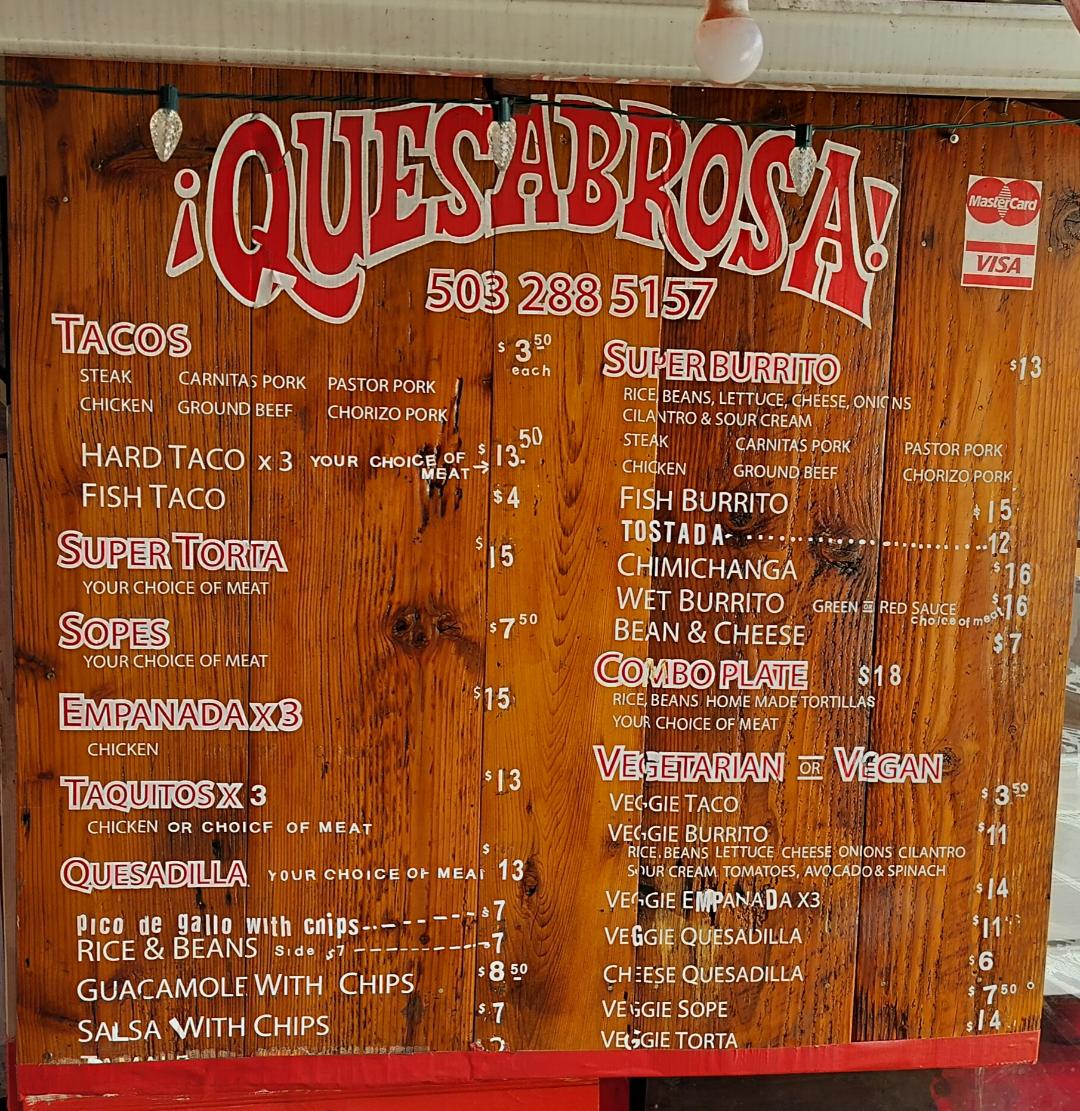 ¡QUESABROSA!
MasterCard
VISA
503 288 5157
TACOS $3.50 each
STEAK CARNITAS PORK PASTOR PORK
CHICKEN GROUND BEEF CHORIZO PORK
HARD TACO x 3 YOUR CHOICE OF MEAT $13.50
FISH TACO $4
SUPER TORTA $15
YOUR CHOICE OF MEAT
SOPES $7.50
YOUR CHOICE OF MEAT
EMPANADA x3 $15
CHICKEN
TAQUITOS X 3 $13
CHICKEN OR CHOICE OF MEAT
QUESADILLA YOUR CHOICE OF MEAT $13
Pico de gallo with chips $7
RICE & BEANS Side $7 7
GUACAMOLE WITH CHIPS $8.50
SALSA WITH CHIPS $7
SUPER BURRITO $13
RICE, BEANS, LETTUCE, CHEESE, ONIONS
CILANTRO & SOUR CREAM
STEAK CARNITAS PORK PASTOR PORK
CHICKEN GROUND BEEF CHORIZO PORK
FISH BURRITO $15
TOSTADA 12
CHIMICHANGA $16
WET BURRITO GREEN OR RED SAUCE choice of meat $16
BEAN & CHEESE $7
COMBO PLATE $18
RICE, BEANS HOME MADE TORTILLAS
YOUR CHOICE OF MEAT
VEGETARIAN OR VEGAN
VEGGIE TACO $3.50
VEGGIE BURRITO $11
RICE, BEANS LETTUCE CHEESE ONIONS CILANTRO
SOUR CREAM, TOMATOES, AVOCADO & SPINACH
VEGGIE EMPANADA X3 $14
VEGGIE QUESADILLA $11
CHEESE QUESADILLA $6
VEGGIE SOPE $7.50
VEGGIE TORTA $14